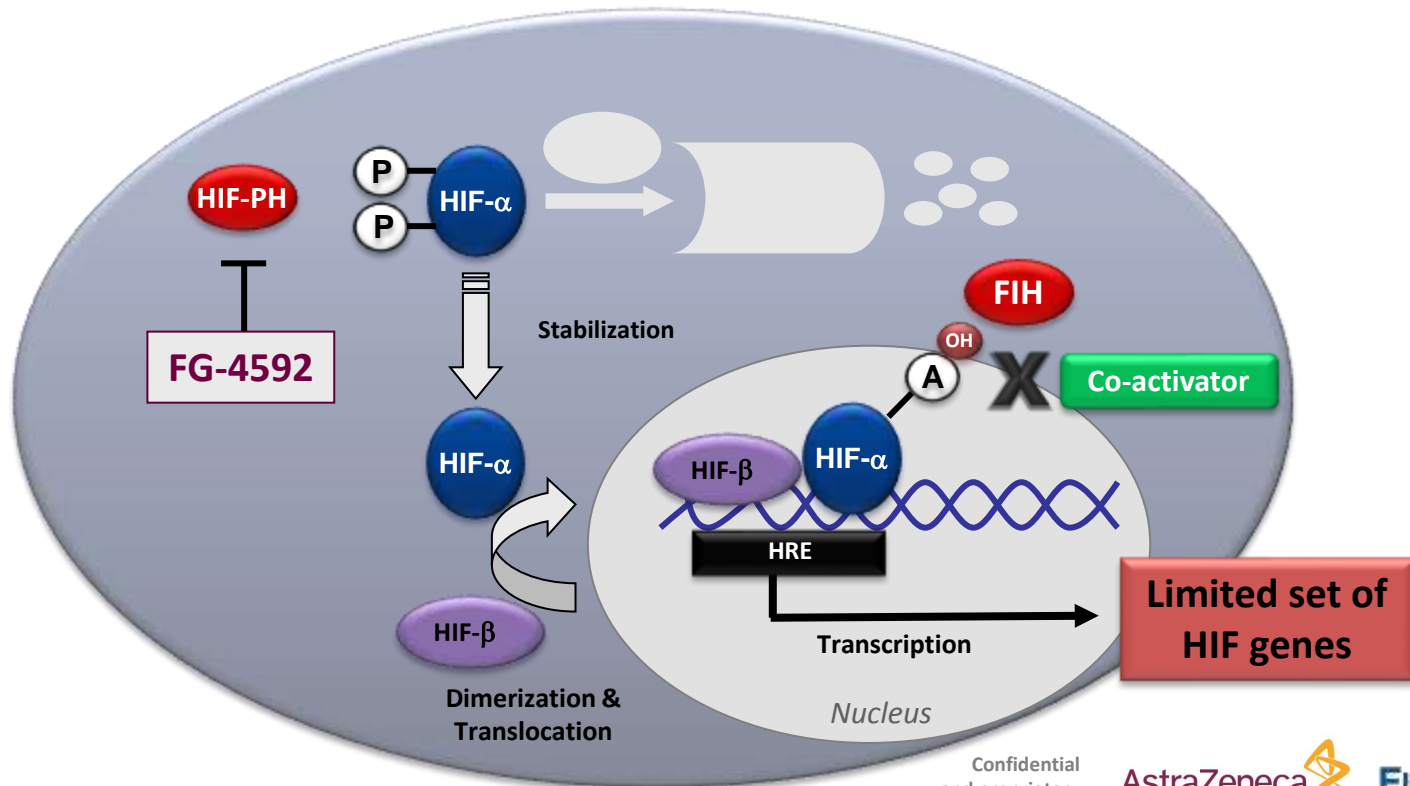 HIF-PH
P
P
HIF-α
FG-4592
Stabilization
FIH
OH
A
Co-activator
HIF-α
HIF-β
HIF-α
HRE
HIF-β
Transcription
Limited set of
HIF genes
Dimerization &
Translocation
Nucleus
Confidential
AstraZeneca